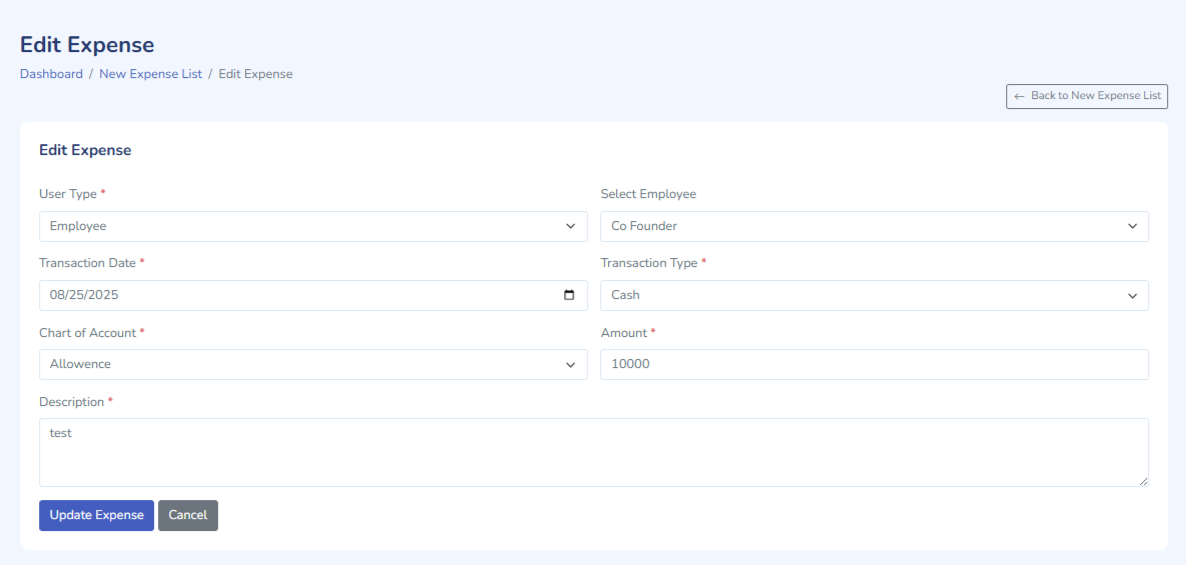 Edit Expense
Dashboard / New Expense List / Edit Expense
← Back to New Expense List
Edit Expense
User Type * Select Employee
Employee Co Founder
Transaction Date * Transaction Type *
08/25/2025 Cash
Chart of Account * Amount *
Allowence 10000
Description *
test
Update Expense Cancel